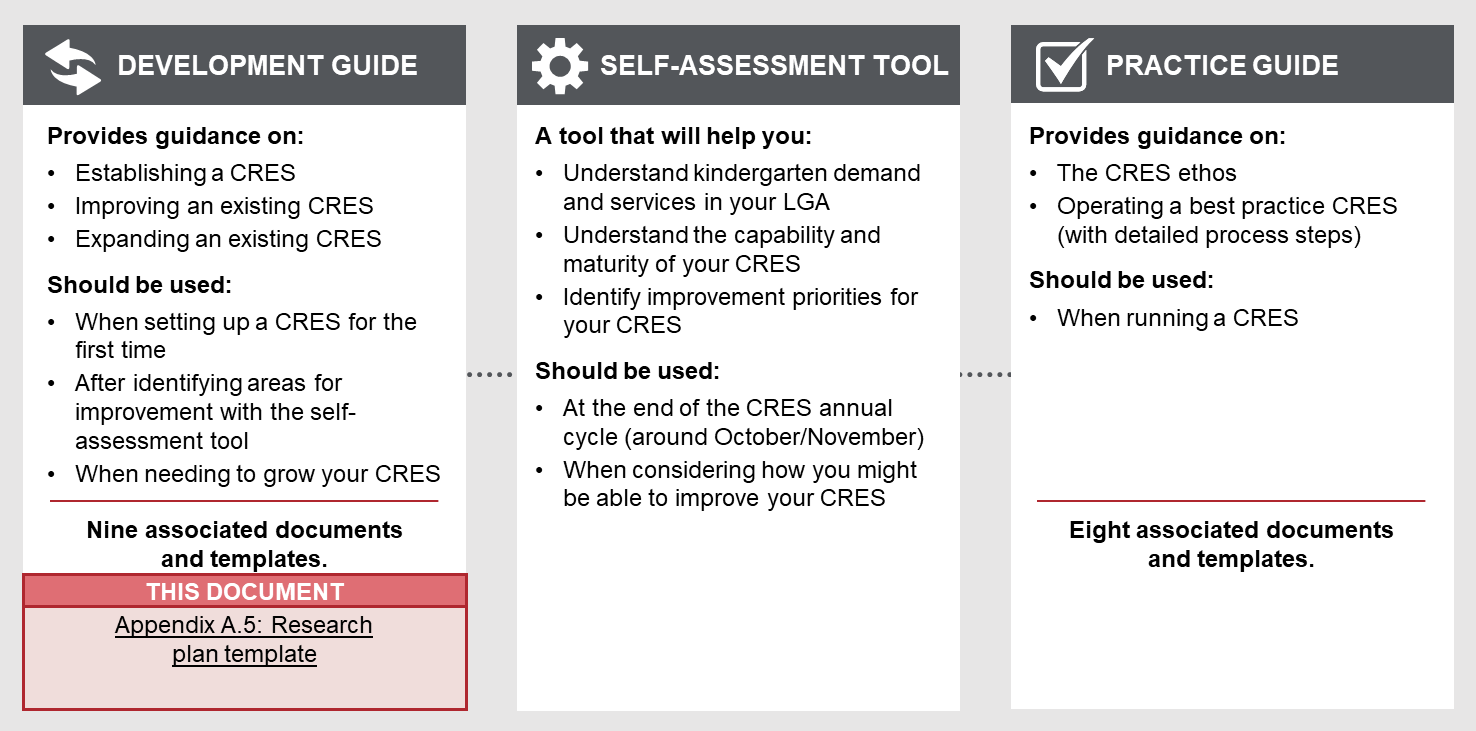 DEVELOPMENT GUIDE
Provides guidance on:
• Establishing a CRES
• Improving an existing CRES
• Expanding an existing CRES
Should be used:
• When setting up a CRES for the
first time
• After identifying areas for
improvement with the self-
assessment tool
• When needing to grow your CRES
Nine associated documents
and templates.
THIS DOCUMENT
Appendix A.5: Research
plan template
SELF-ASSESSMENT TOOL
A tool that will help you:
• Understand kindergarten demand
and services in your LGA
• Understand the capability and
maturity of your CRES
• Identify improvement priorities for
your CRES
Should be used:
• At the end of the CRES annual
cycle (around October/November)
• When considering how you might
be able to improve your CRES
PRACTICE GUIDE
Provides guidance on:
• The CRES ethos
• Operating a best practice CRES
(with detailed process steps)
Should be used:
• When running a CRES
Eight associated documents
and templates.